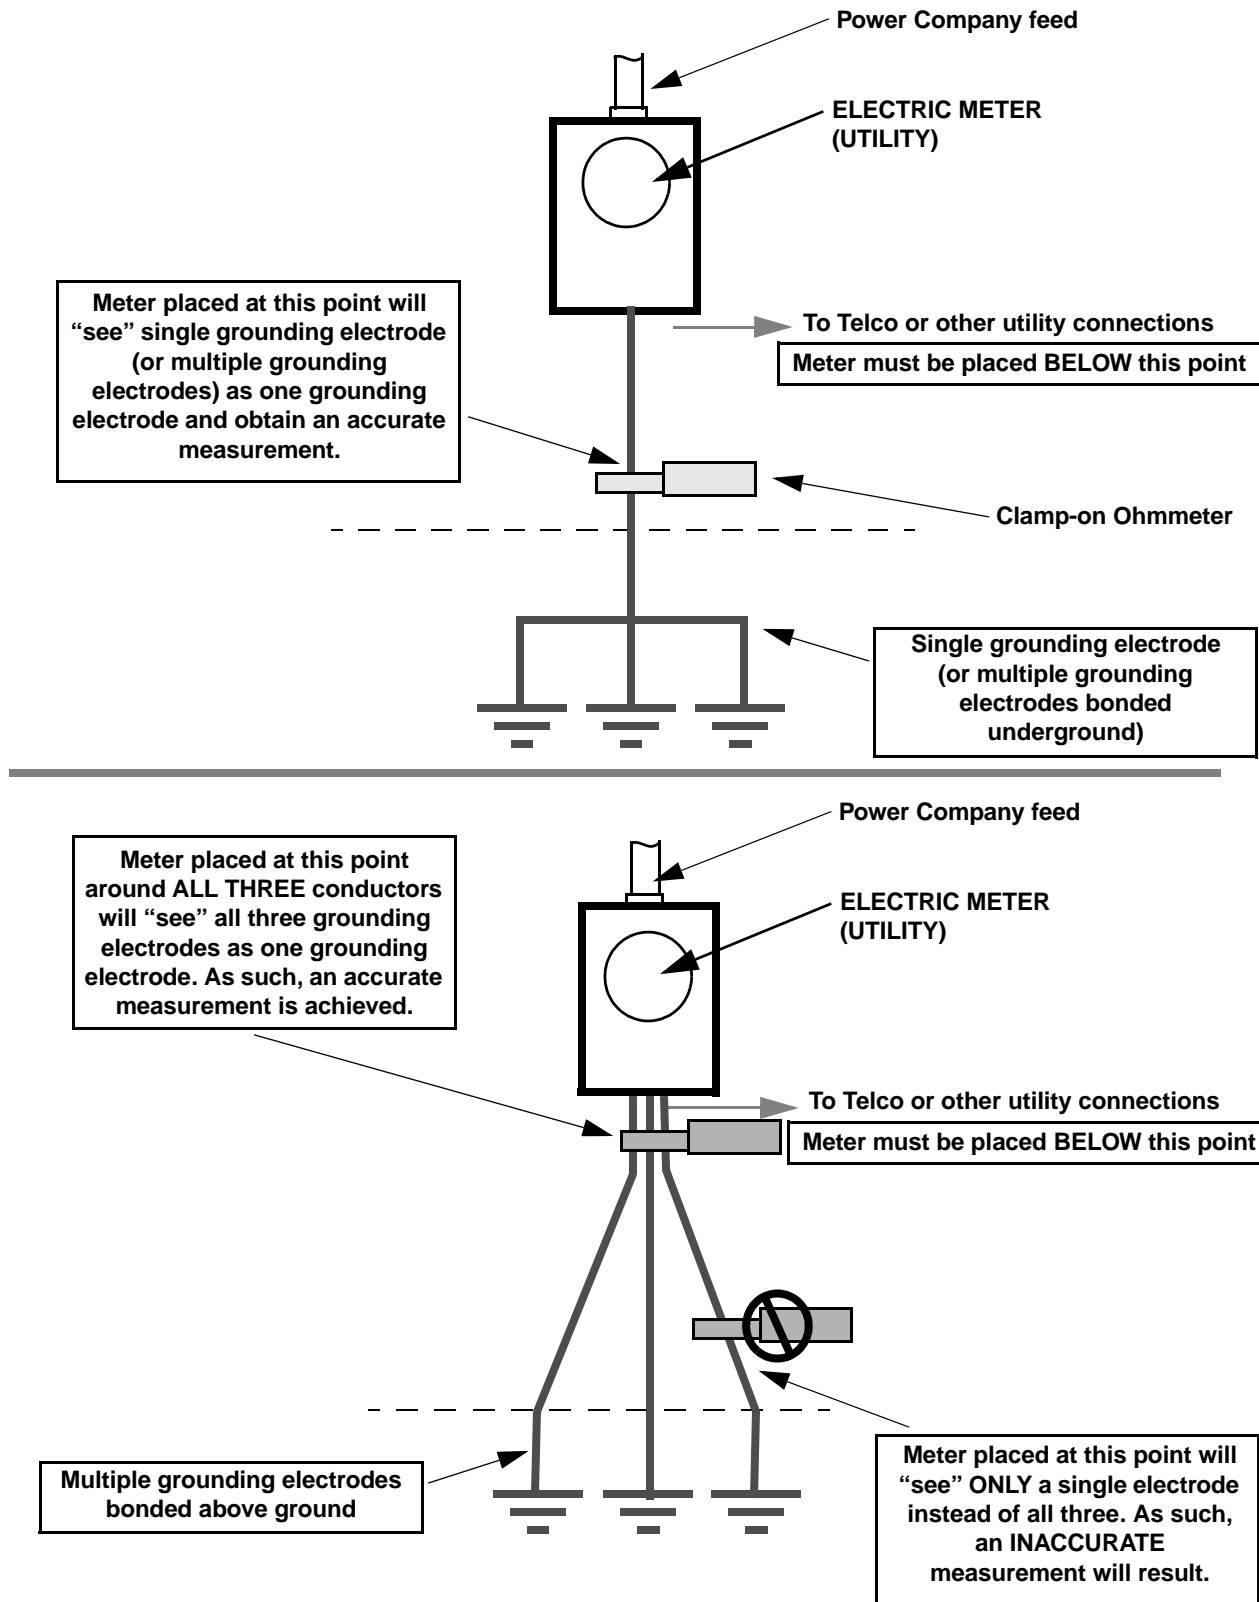 Power Company feed
ELECTRIC METER
(UTILITY)
Meter placed at this point will
“see” single grounding electrode
(or multiple grounding
electrodes) as one grounding
electrode and obtain an accurate
measurement.
To Telco or other utility connections
Meter must be placed BELOW this point
Clamp-on Ohmmeter
Single grounding electrode
(or multiple grounding
electrodes bonded
underground)
Power Company feed
Meter placed at this point
around ALL THREE conductors
will “see” all three grounding
electrodes as one grounding
electrode. As such, an accurate
measurement is achieved.
ELECTRIC METER
(UTILITY)
To Telco or other utility connections
Meter must be placed BELOW this point
Multiple grounding electrodes
bonded above ground
Meter placed at this point will
“see” ONLY a single electrode
instead of all three. As such,
an INACCURATE
measurement will result.